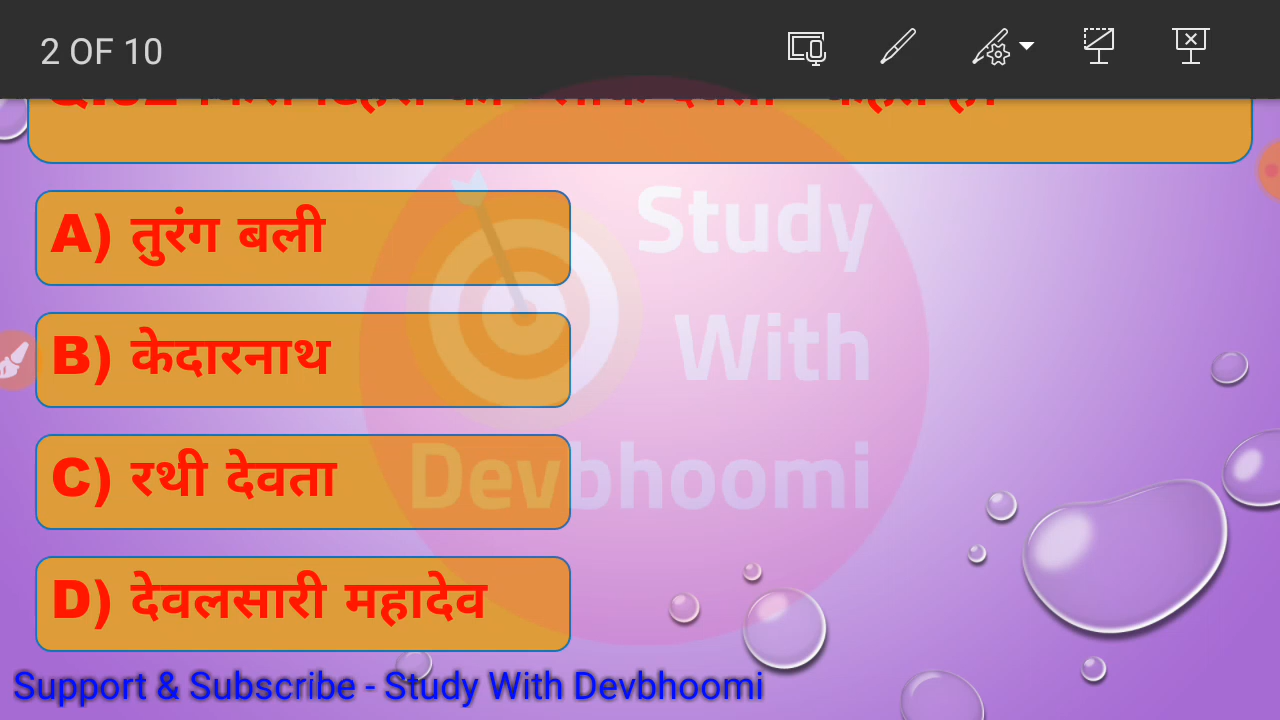 2 OF 10
A) तुरंग बली
B) केदारनाथ
C) रथी देवता
D) देवलसारी महादेव
Study
With
Devbhoomi
Support & Subscribe - Study With Devbhoomi